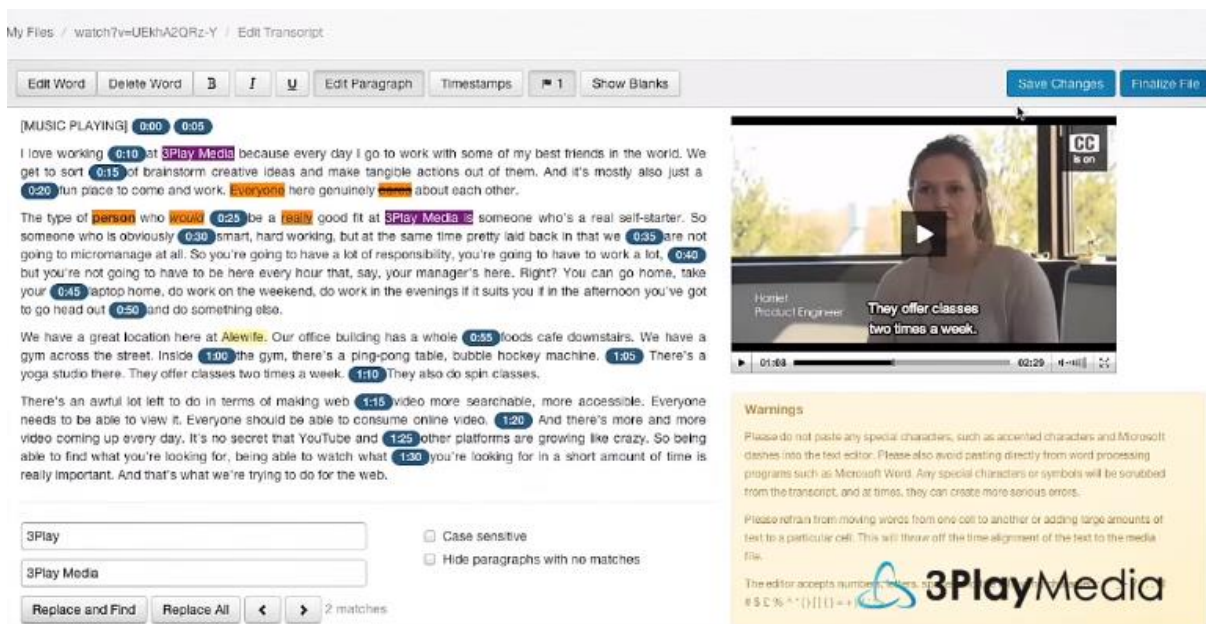 My Files / watch?v=UEkhA2QRz-Y / Edit Transcript
Edit Word Delete Word B I U Edit Paragraph Timestamps 1 Show Blanks Save Changes Finalize File
[MUSIC PLAYING] 0:00 0:05
I love working 0:10 at 3Play Media because every day I go to work with some of my best friends in the world. We
get to sort 0:15 of brainstorm creative ideas and make tangible actions out of them. And it's mostly also just a
0:20 fun place to come and work. Everyone here genuinely cares about each other.
The type of person who would 0:25 be a really good fit at 3Play Media is someone who's a real self-starter. So
someone who is obviously 0:30 smart, hard working, but at the same time pretty laid back in that we 0:35 are not
going to micromanage at all. So you're going to have a lot of responsibility, you're going to have to work a lot, 0:40
but you're not going to have to be here every hour that, say, your manager's here. Right? You can go home, take
your 0:45 laptop home, do work on the weekend, do work in the evenings if it suits you if in the afternoon you've got
to go head out 0:50 and do something else.
We have a great location here at Alewife. Our office building has a whole 0:55 foods cafe downstairs. We have a
gym across the street. Inside 1:00 the gym, there's a ping-pong table, bubble hockey machine. 1:05 There's a
yoga studio there. They offer classes two times a week. 1:10 They also do spin classes.
There's an awful lot left to do in terms of making web 1:15 video more searchable, more accessible. Everyone
needs to be able to view it. Everyone should be able to consume online video. 1:20 And there's more and more
video coming up every day. It's no secret that YouTube and 1:25 other platforms are growing like crazy. So being
able to find what you're looking for, being able to watch what 1:30 you're looking for in a short amount of time is
really important. And that's what we're trying to do for the web.
3Play
3Play Media
Case sensitive
Hide paragraphs with no matches
Replace and Find Replace All < > 2 matches
CC
is on
Harriet
Product Engineer
They offer classes
two times a week.
01:08 02:29
Warnings
Please do not paste any special characters, such as accented characters and Microsoft
dashes into the text editor. Please also avoid pasting directly from word processing
programs such as Microsoft Word. Any special characters or symbols will be scrubbed
from the transcript, and at times, they can create more serious errors.
Please refrain from moving words from one cell to another or adding large amounts of
text to a particular cell. This will throw off the time alignment of the text to the media
file.
The editor accepts numbers, letters,
3PlayMedia